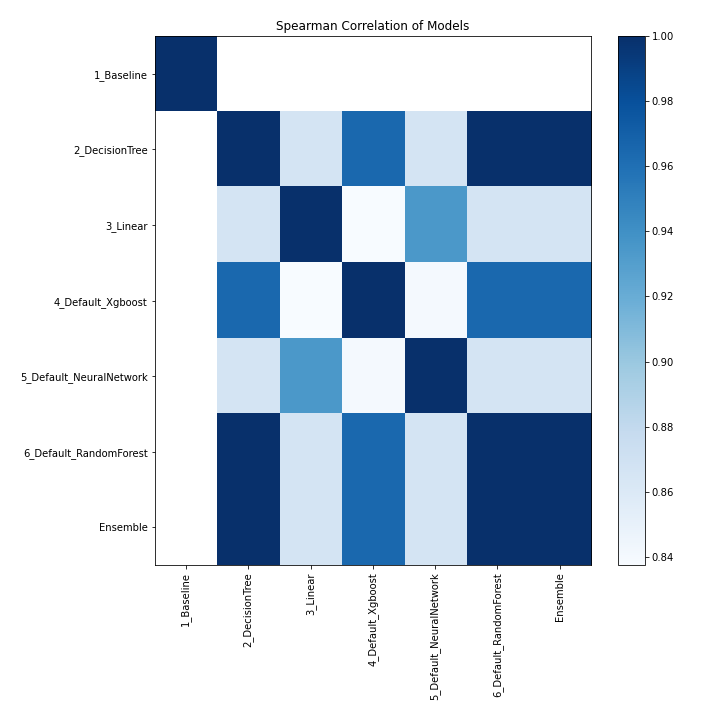 Spearman Correlation of Models
1_Baseline
2_DecisionTree
3_Linear
4_Default_Xgboost
5_Default_NeuralNetwork
6_Default_RandomForest
Ensemble
1_Baseline
2_DecisionTree
3_Linear
4_Default_Xgboost
5_Default_NeuralNetwork
6_Default_RandomForest
Ensemble
1.00
0.98
0.96
0.94
0.92
0.90
0.88
0.86
0.84